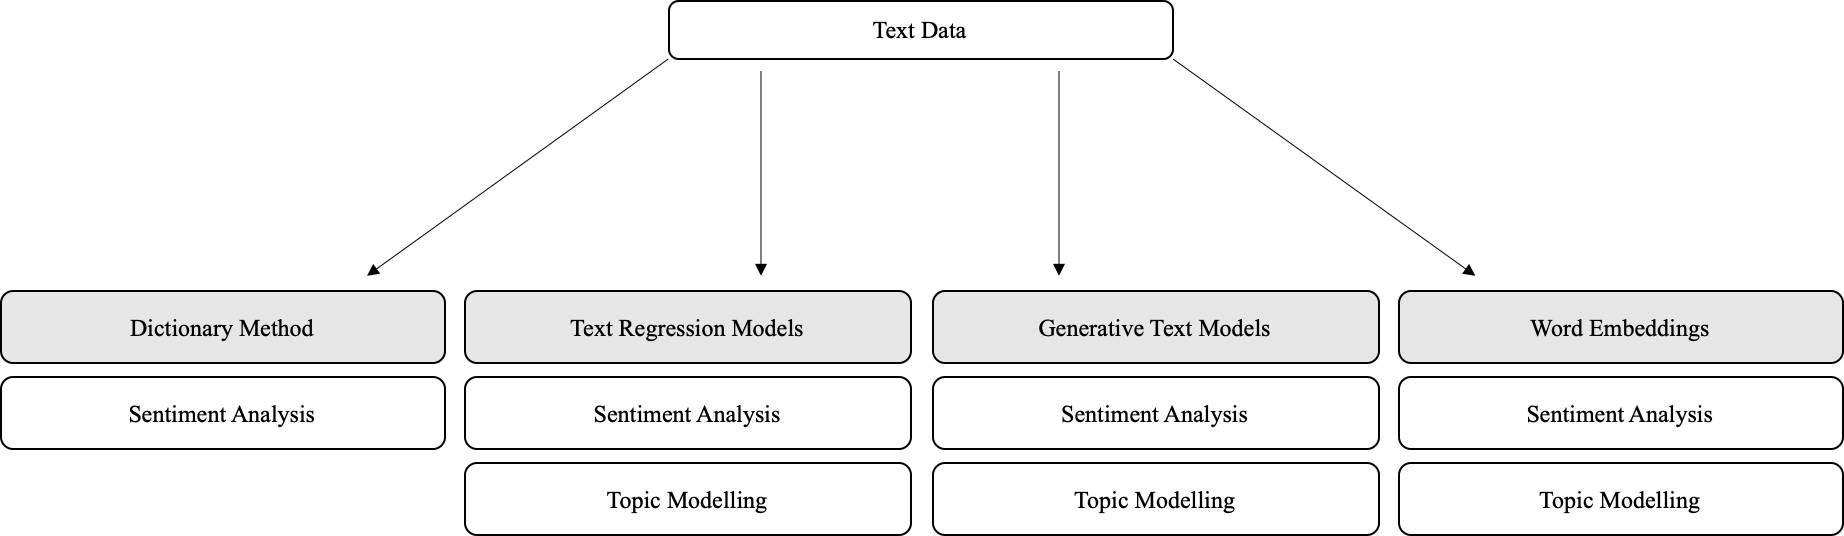 Text Data
Dictionary Method
Text Regression Models
Generative Text Models
Word Embeddings
Sentiment Analysis
Sentiment Analysis
Sentiment Analysis
Sentiment Analysis
Topic Modelling
Topic Modelling
Topic Modelling